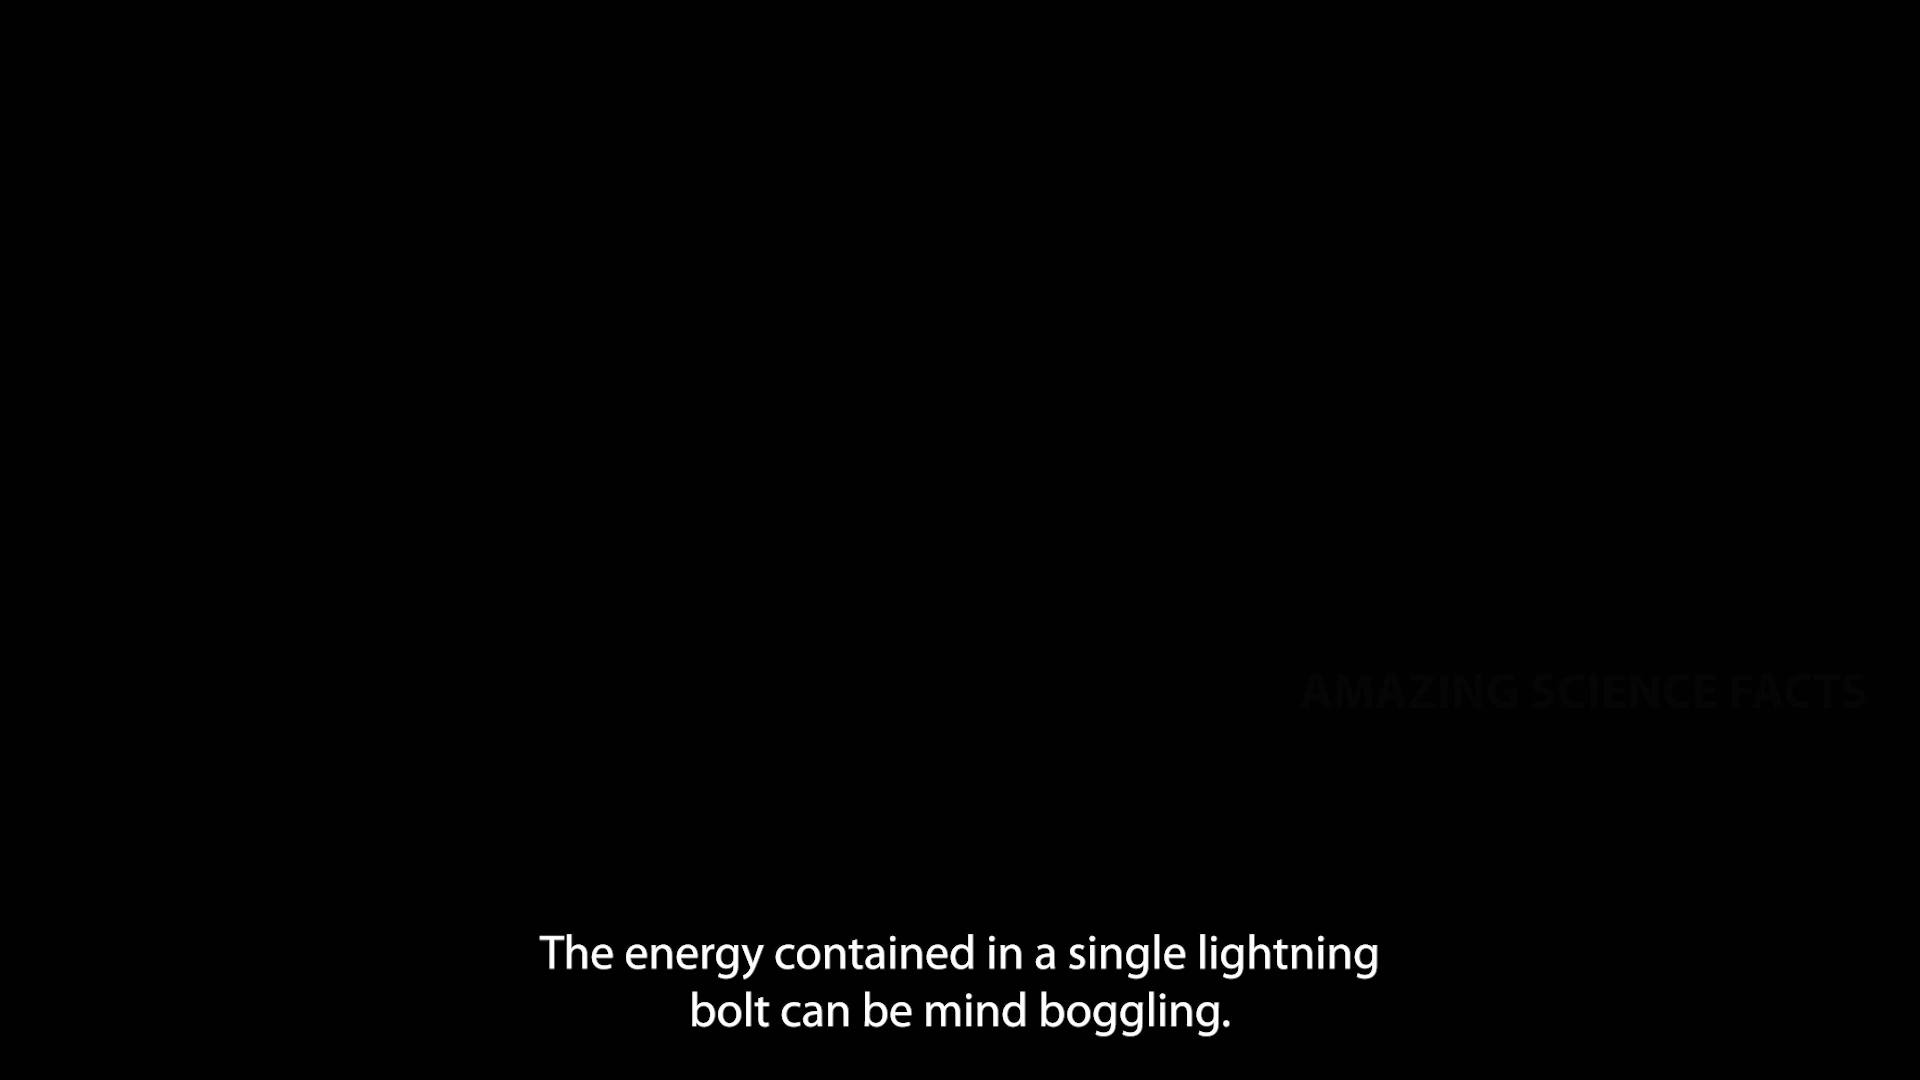 AMAZING SCIENCE FACTS
The energy contained in a single lightning
bolt can be mind boggling.